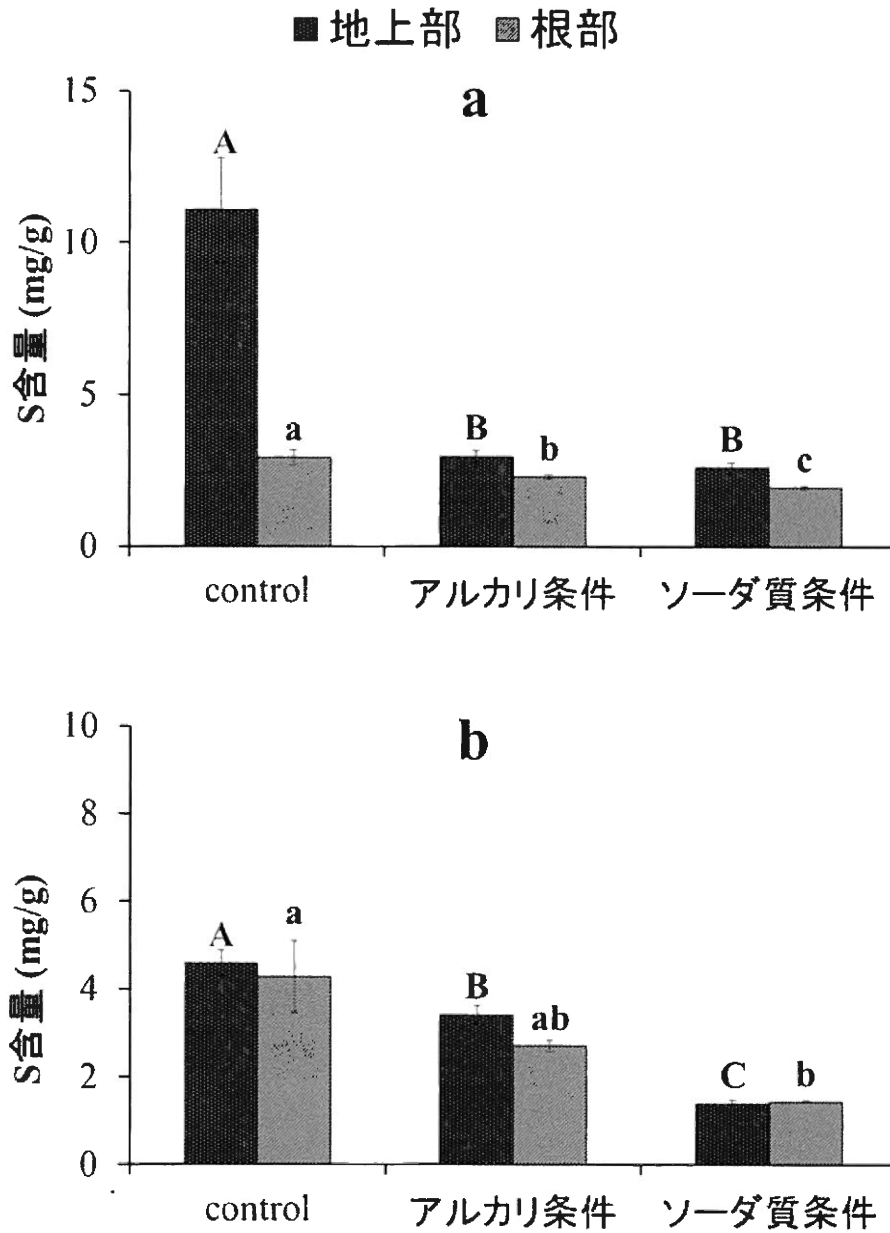 ■ 地上部 ■ 根部
a
15
10
5
0
S含量 (mg/g)
A
a
B
b
B
c
control アルカリ条件 ソーダ質条件
b
10
8
6
4
2
0
S含量 (mg/g)
A
a
B
ab
C
b
control アルカリ条件 ソーダ質条件